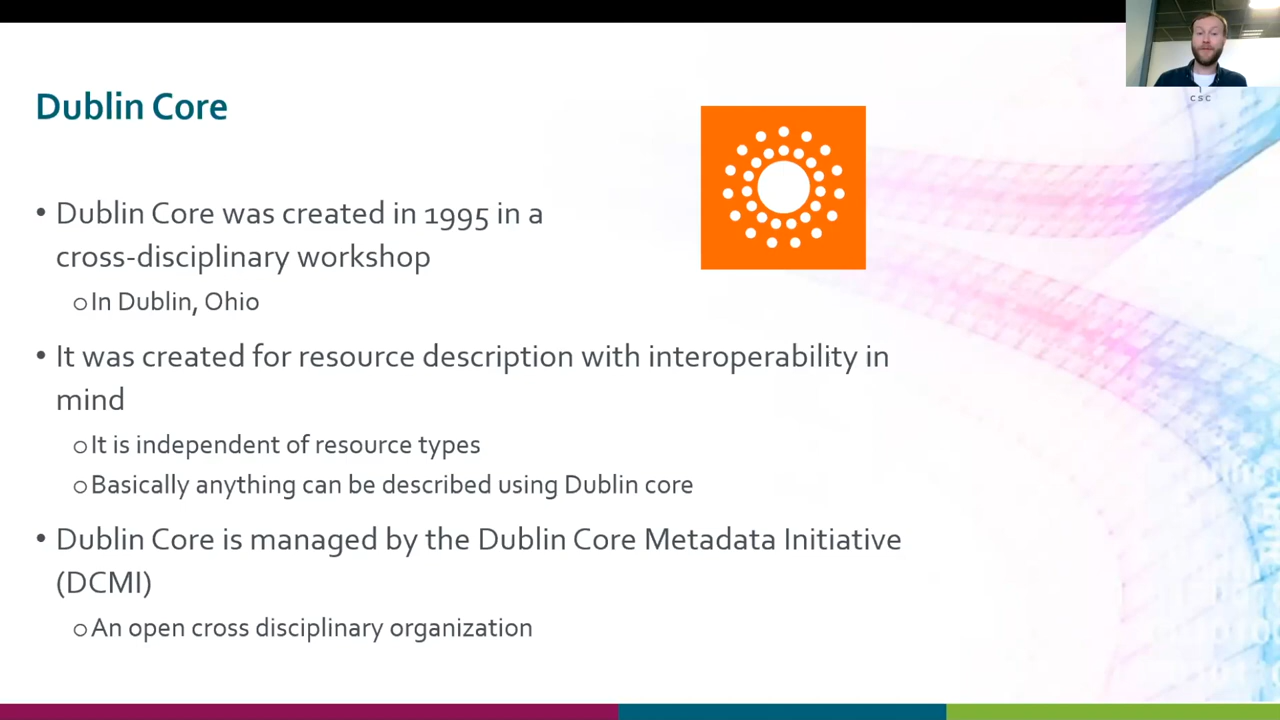 csc
Dublin Core
• Dublin Core was created in 1995 in a
cross-disciplinary workshop
o In Dublin, Ohio
• It was created for resource description with interoperability in
mind
o It is independent of resource types
o Basically anything can be described using Dublin core
• Dublin Core is managed by the Dublin Core Metadata Initiative
(DCMI)
o An open cross disciplinary organization